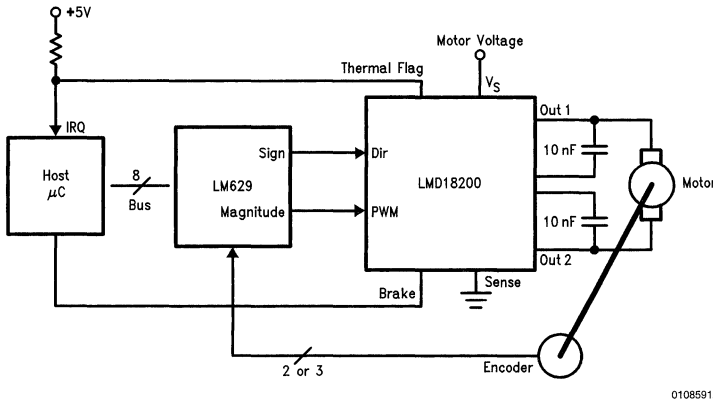 +5V
Motor Voltage
Thermal Flag
VS
Out 1
IRQ
Host
μC
8
Bus
Sign
LM629
Magnitude
Dir
LMD18200
PWM
10 nF
Motor
10 nF
Out 2
Brake
Sense
2 or 3
Encoder
0108591